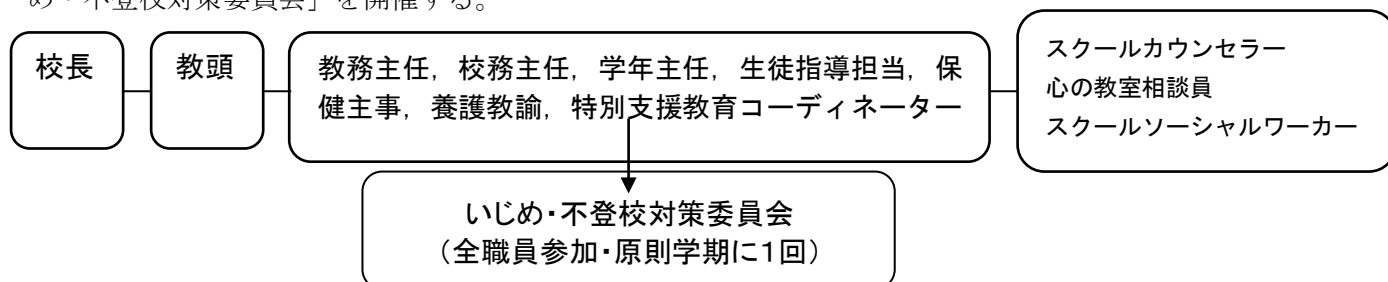 め・不登校対策委員会」を開催する。
校長
教頭
教務主任，校務主任，学年主任，生徒指導担当，保
健主事，養護教諭，特別支援教育コーディネーター
スクールカウンセラー
心の教室相談員
スクールソーシャルワーカー
いじめ・不登校対策委員会
（全職員参加・原則学期に１回）